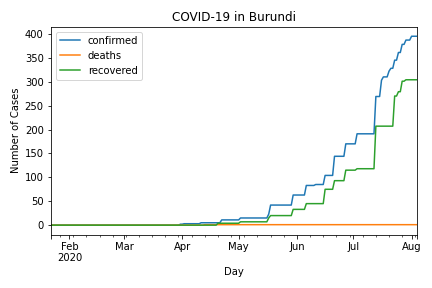 COVID-19 in Burundi
confirmed
deaths
recovered
Number of Cases
400
350
300
250
200
150
100
50
0
Feb
2020
Mar
Apr
May
Jun
Jul
Aug
Day